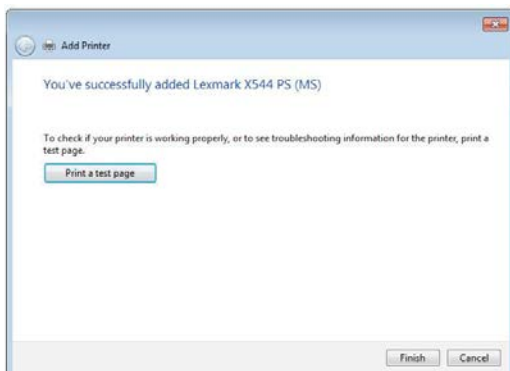 Add Printer
You've successfully added Lexmark X544 PS (MS)
To check if your printer is working properly, or to see troubleshooting information for the printer, print a
test page.
Print a test page
Finish Cancel